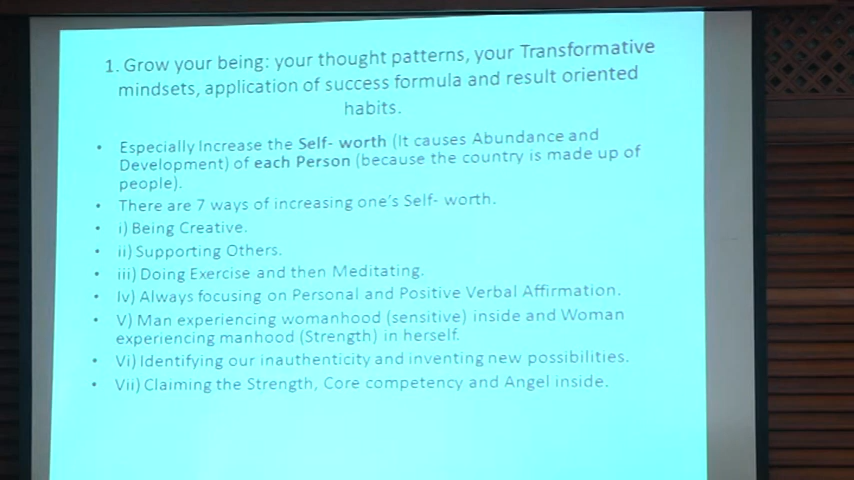 1. Grow your being: your thought patterns, your Transformative
mindsets, application of success formula and result oriented
habits.
• Especially Increase the Self- worth (It causes Abundance and
Development) of each Person (because the country is made up of
people).
• There are 7 ways of increasing one's Self- worth.
• i) Being Creative.
• ii) Supporting Others.
• iii) Doing Exercise and then Meditating.
• Iv) Always focusing on Personal and Positive Verbal Affirmation.
• V) Man experiencing womanhood (sensitive) inside and Woman
experiencing manhood (Strength) in herself.
• Vi) Identifying our inauthenticity and inventing new possibilities.
• Vii) Claiming the Strength, Core competency and Angel inside.